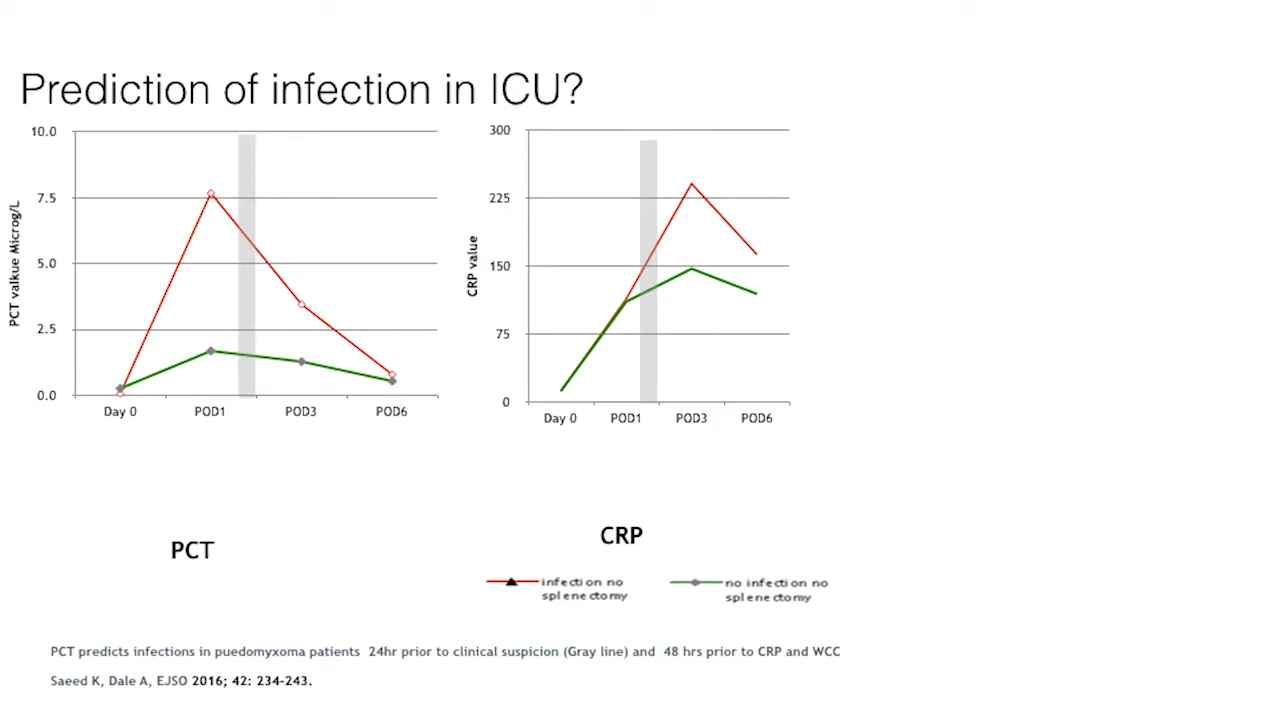 Prediction of infection in ICU?
10.0
7.5
5.0
2.5
0.0
PCT valkue Microg/L
Day 0 POD1 POD3 POD6
300
225
150
75
0
CRP value
Day 0 POD1 POD3 POD6
PCT
CRP
infection no
splenectomy
no infection no
splenectomy
PCT predicts infections in puedomyxoma patients 24hr prior to clinical suspicion (Gray line) and 48 hrs prior to CRP and WCC
Saeed K, Dale A, EJSO 2016; 42: 234-243.